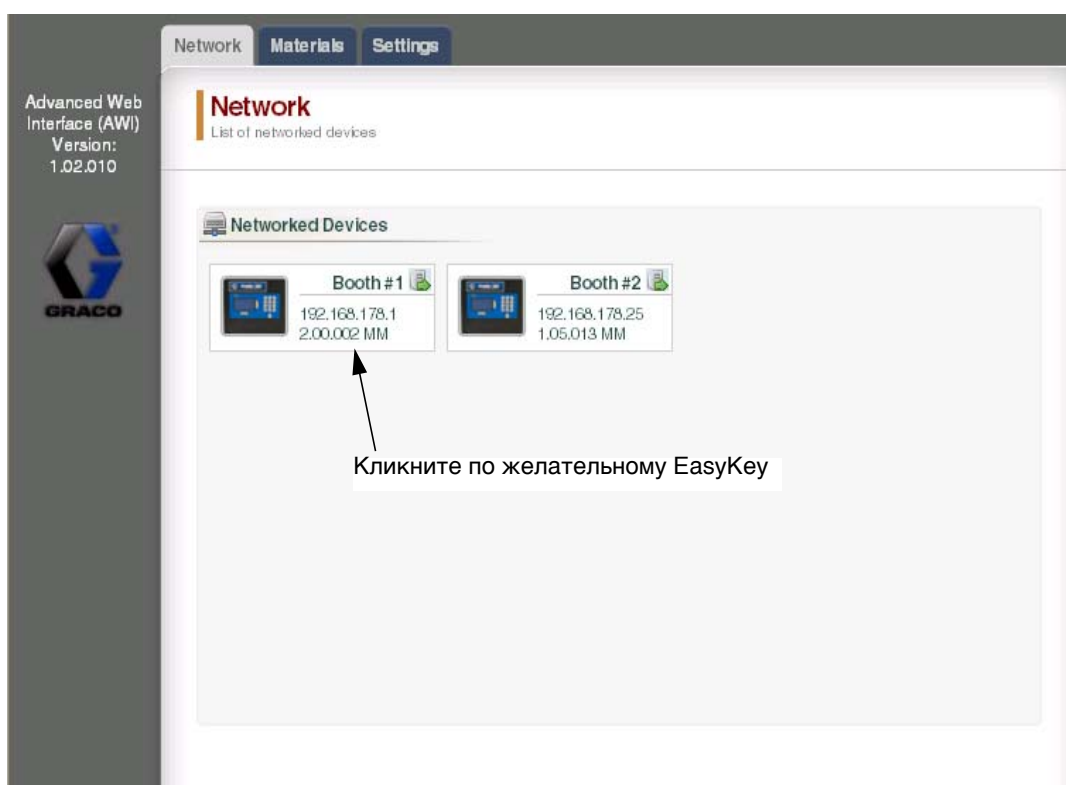 Network Materials Settings
Advanced Web
Interface (AWI)
Version:
1.02.010
GRACO
Network
List of networked devices
Networked Devices
Booth #1
192.168.178.1
2.00.002 MM
Booth #2
192.168.178.25
1.05.013 MM
Кликните по желательному EasyKey